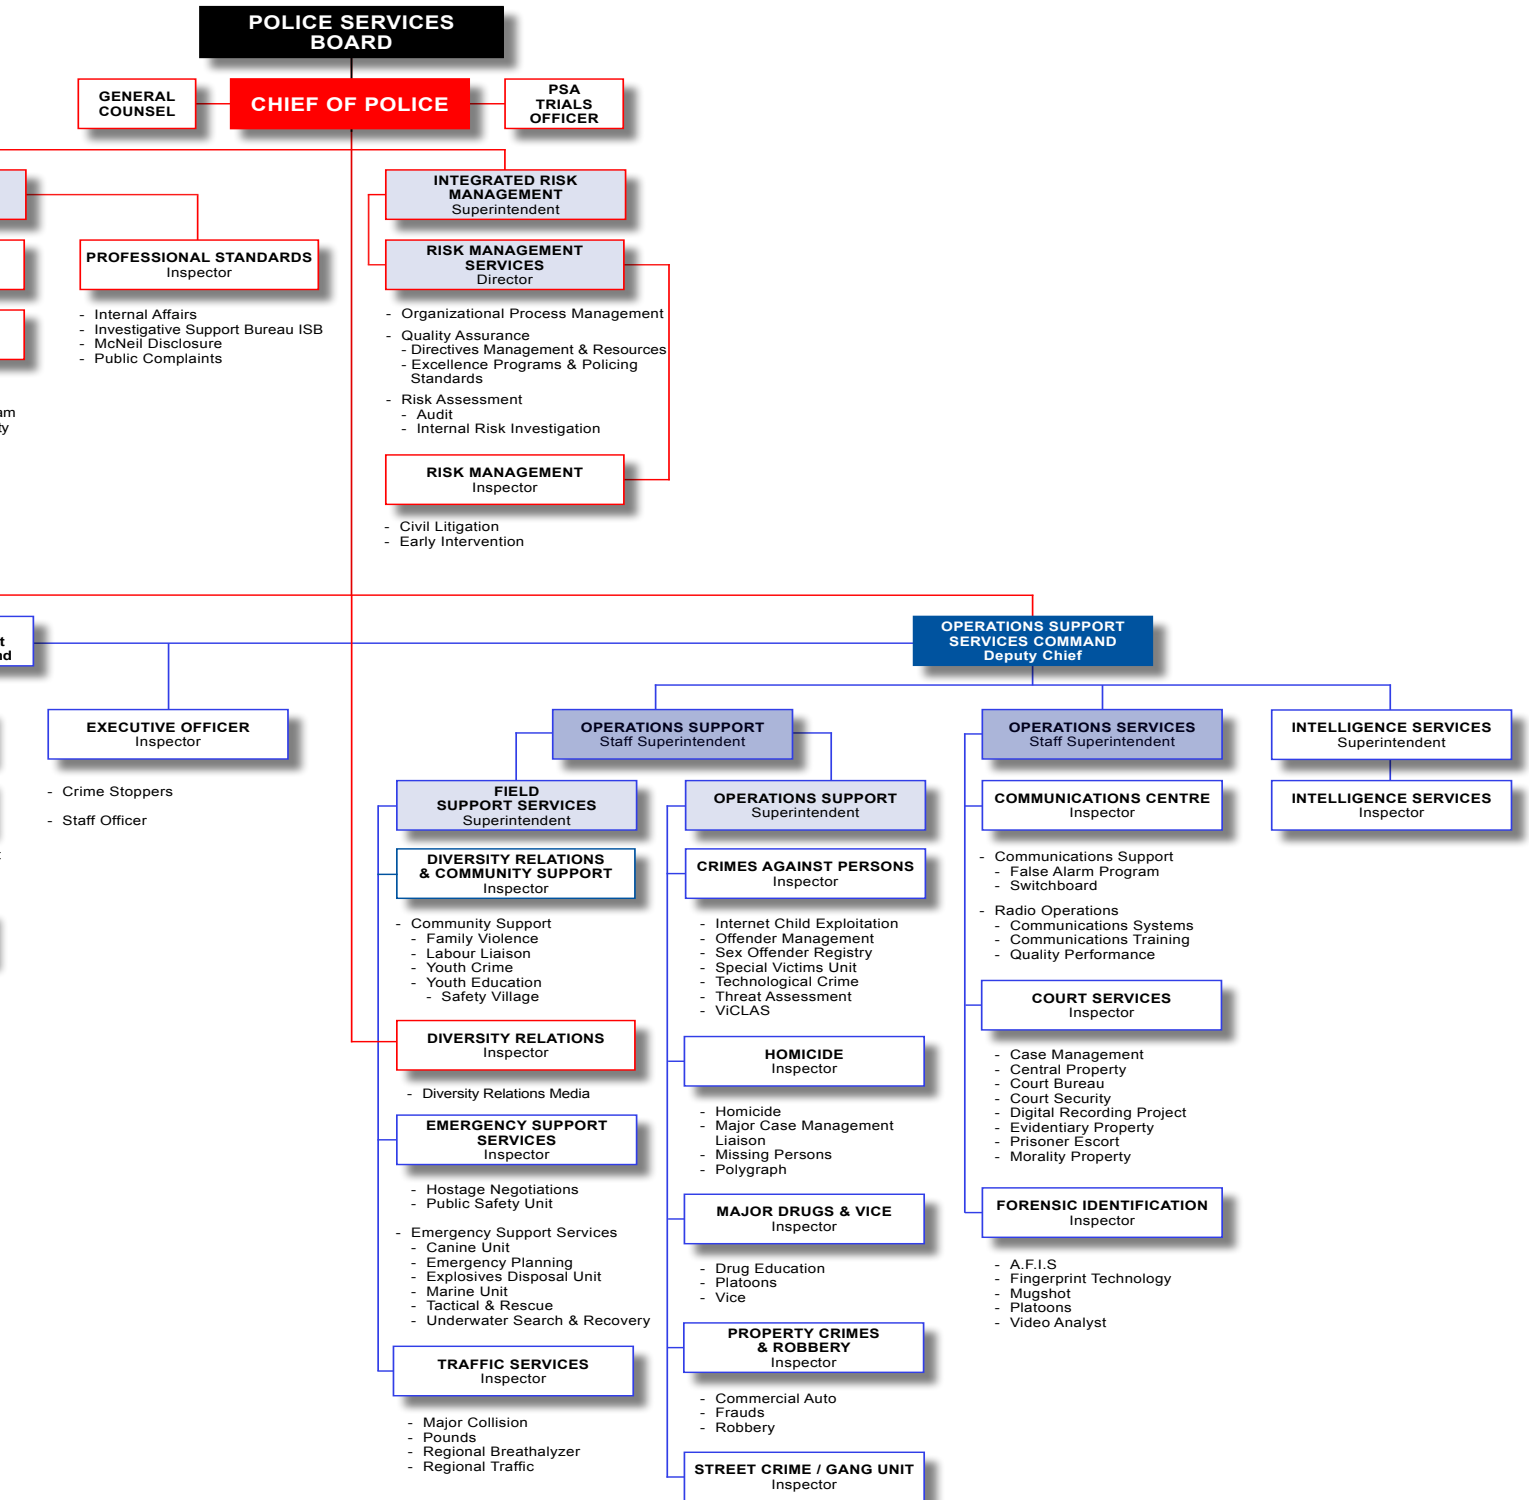 POLICE SERVICES
BOARD
GENERAL
COUNSEL
CHIEF OF POLICE
PSA
TRIALS
OFFICER
INTEGRATED RISK
MANAGEMENT
Superintendent
PROFESSIONAL STANDARDS
Inspector
- Internal Affairs
- Investigative Support Bureau ISB
- McNeil Disclosure
- Public Complaints
RISK MANAGEMENT
SERVICES
Director
- Organizational Process Management
- Quality Assurance
- Directives Management & Resources
- Excellence Programs & Policing
Standards
- Risk Assessment
- Audit
- Internal Risk Investigation
RISK MANAGEMENT
Inspector
- Civil Litigation
- Early Intervention
am
ty
t
nd
OPERATIONS SUPPORT
SERVICES COMMAND
Deputy Chief
EXECUTIVE OFFICER
Inspector
- Crime Stoppers
- Staff Officer
OPERATIONS SUPPORT
Staff Superintendent
FIELD
SUPPORT SERVICES
Superintendent
DIVERSITY RELATIONS
& COMMUNITY SUPPORT
Inspector
- Community Support
- Family Violence
- Labour Liaison
- Youth Crime
- Youth Education
- Safety Village
DIVERSITY RELATIONS
Inspector
- Diversity Relations Media
EMERGENCY SUPPORT
SERVICES
Inspector
- Hostage Negotiations
- Public Safety Unit
- Emergency Support Services
- Canine Unit
- Emergency Planning
- Explosives Disposal Unit
- Marine Unit
- Tactical & Rescue
- Underwater Search & Recovery
TRAFFIC SERVICES
Inspector
- Major Collision
- Pounds
- Regional Breathalyzer
- Regional Traffic
OPERATIONS SUPPORT
Superintendent
CRIMES AGAINST PERSONS
Inspector
- Internet Child Exploitation
- Offender Management
- Sex Offender Registry
- Special Victims Unit
- Technological Crime
- Threat Assessment
- ViCLAS
HOMICIDE
Inspector
- Homicide
- Major Case Management
Liaison
- Missing Persons
- Polygraph
MAJOR DRUGS & VICE
Inspector
- Drug Education
- Platoons
- Vice
PROPERTY CRIMES
& ROBBERY
Inspector
- Commercial Auto
- Frauds
- Robbery
STREET CRIME / GANG UNIT
Inspector
OPERATIONS SERVICES
Staff Superintendent
COMMUNICATIONS CENTRE
Inspector
- Communications Support
- False Alarm Program
- Switchboard
- Radio Operations
- Communications Systems
- Communications Training
- Quality Performance
COURT SERVICES
Inspector
- Case Management
- Central Property
- Court Bureau
- Court Security
- Digital Recording Project
- Evidentiary Property
- Prisoner Escort
- Morality Property
FORENSIC IDENTIFICATION
Inspector
- A.F.I.S
- Fingerprint Technology
- Mugshot
- Platoons
- Video Analyst
INTELLIGENCE SERVICES
Superintendent
INTELLIGENCE SERVICES
Inspector